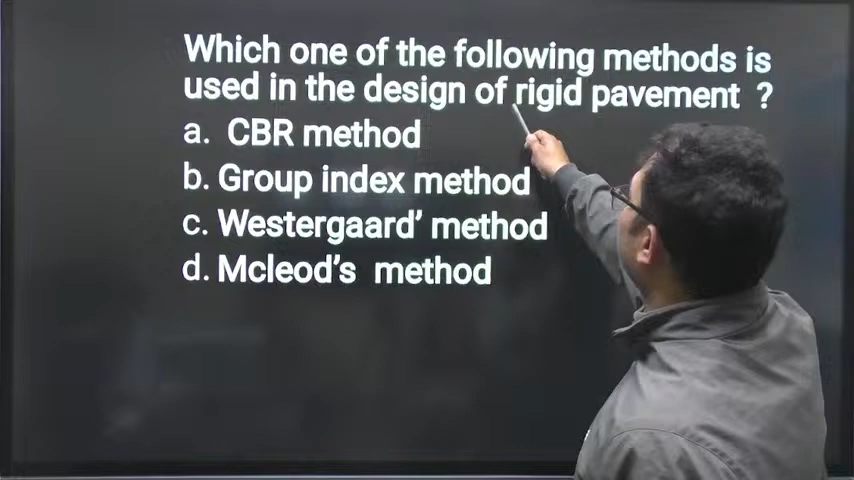 Which one of the following methods is
used in the design of rigid pavement ?
a. CBR method
b. Group index method
c. Westergaard’ method
d. Mcleod’s method